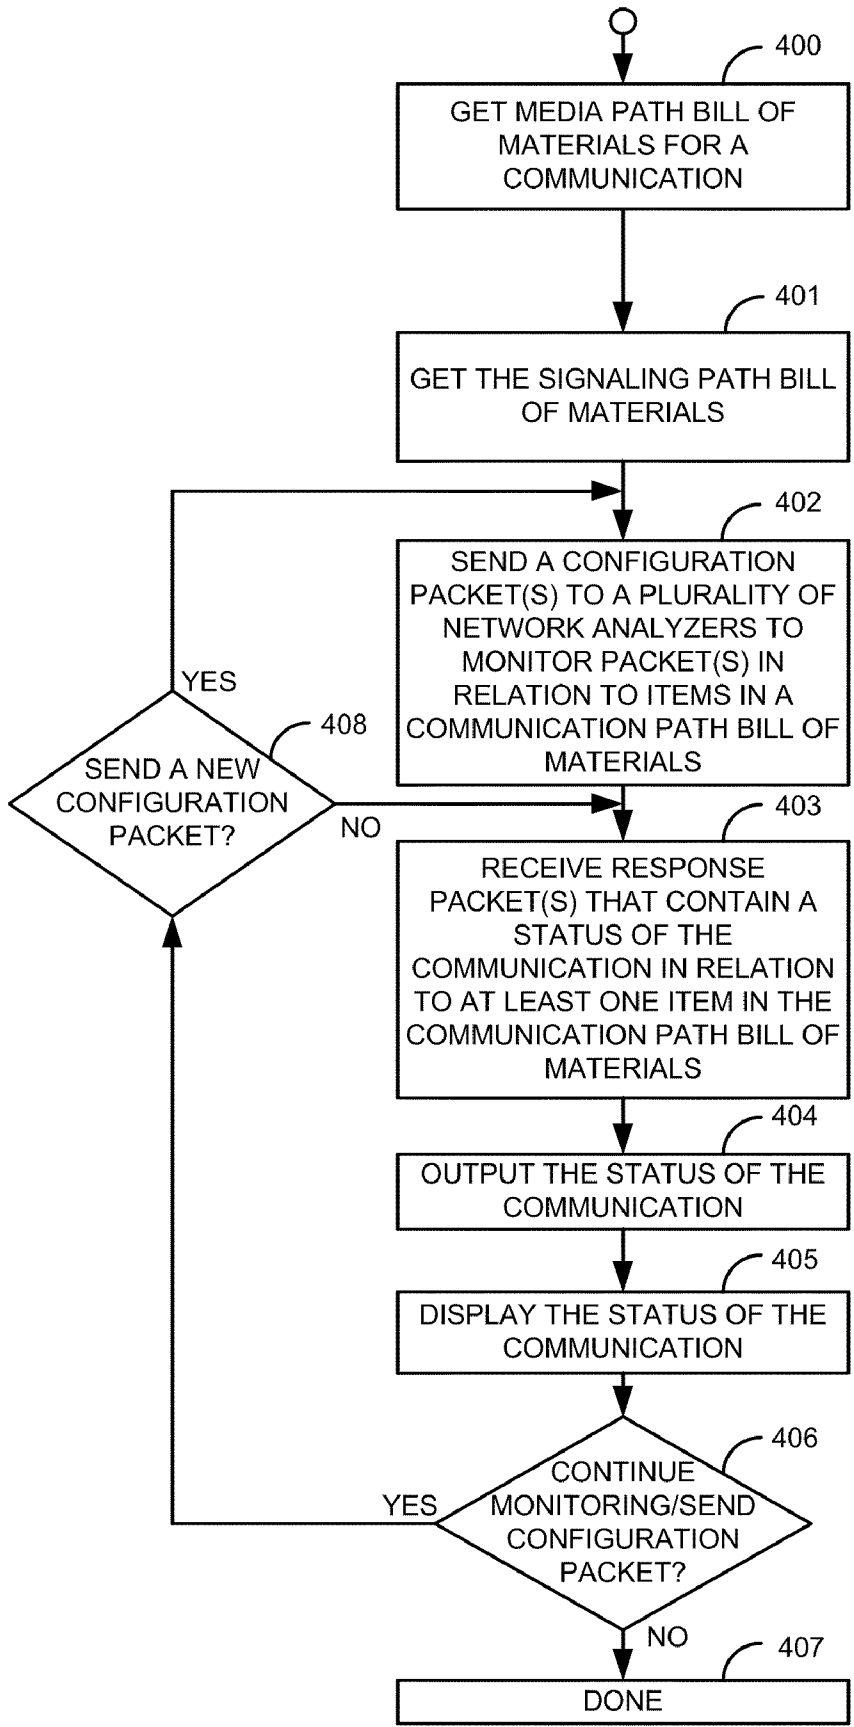 400
GET MEDIA PATH BILL OF
MATERIALS FOR A
COMMUNICATION
401
GET THE SIGNALING PATH BILL
OF MATERIALS
402
SEND A CONFIGURATION
PACKET(S) TO A PLURALITY OF
NETWORK ANALYZERS TO
MONITOR PACKET(S) IN
RELATION TO ITEMS IN A
COMMUNICATION PATH BILL OF
MATERIALS
YES
408
SEND A NEW
CONFIGURATION
PACKET?
NO
403
RECEIVE RESPONSE
PACKET(S) THAT CONTAIN A
STATUS OF THE
COMMUNICATION IN RELATION
TO AT LEAST ONE ITEM IN THE
COMMUNICATION PATH BILL OF
MATERIALS
404
OUTPUT THE STATUS OF THE
COMMUNICATION
405
DISPLAY THE STATUS OF THE
COMMUNICATION
406
CONTINUE
MONITORING/SEND
CONFIGURATION
PACKET?
YES
NO
407
DONE